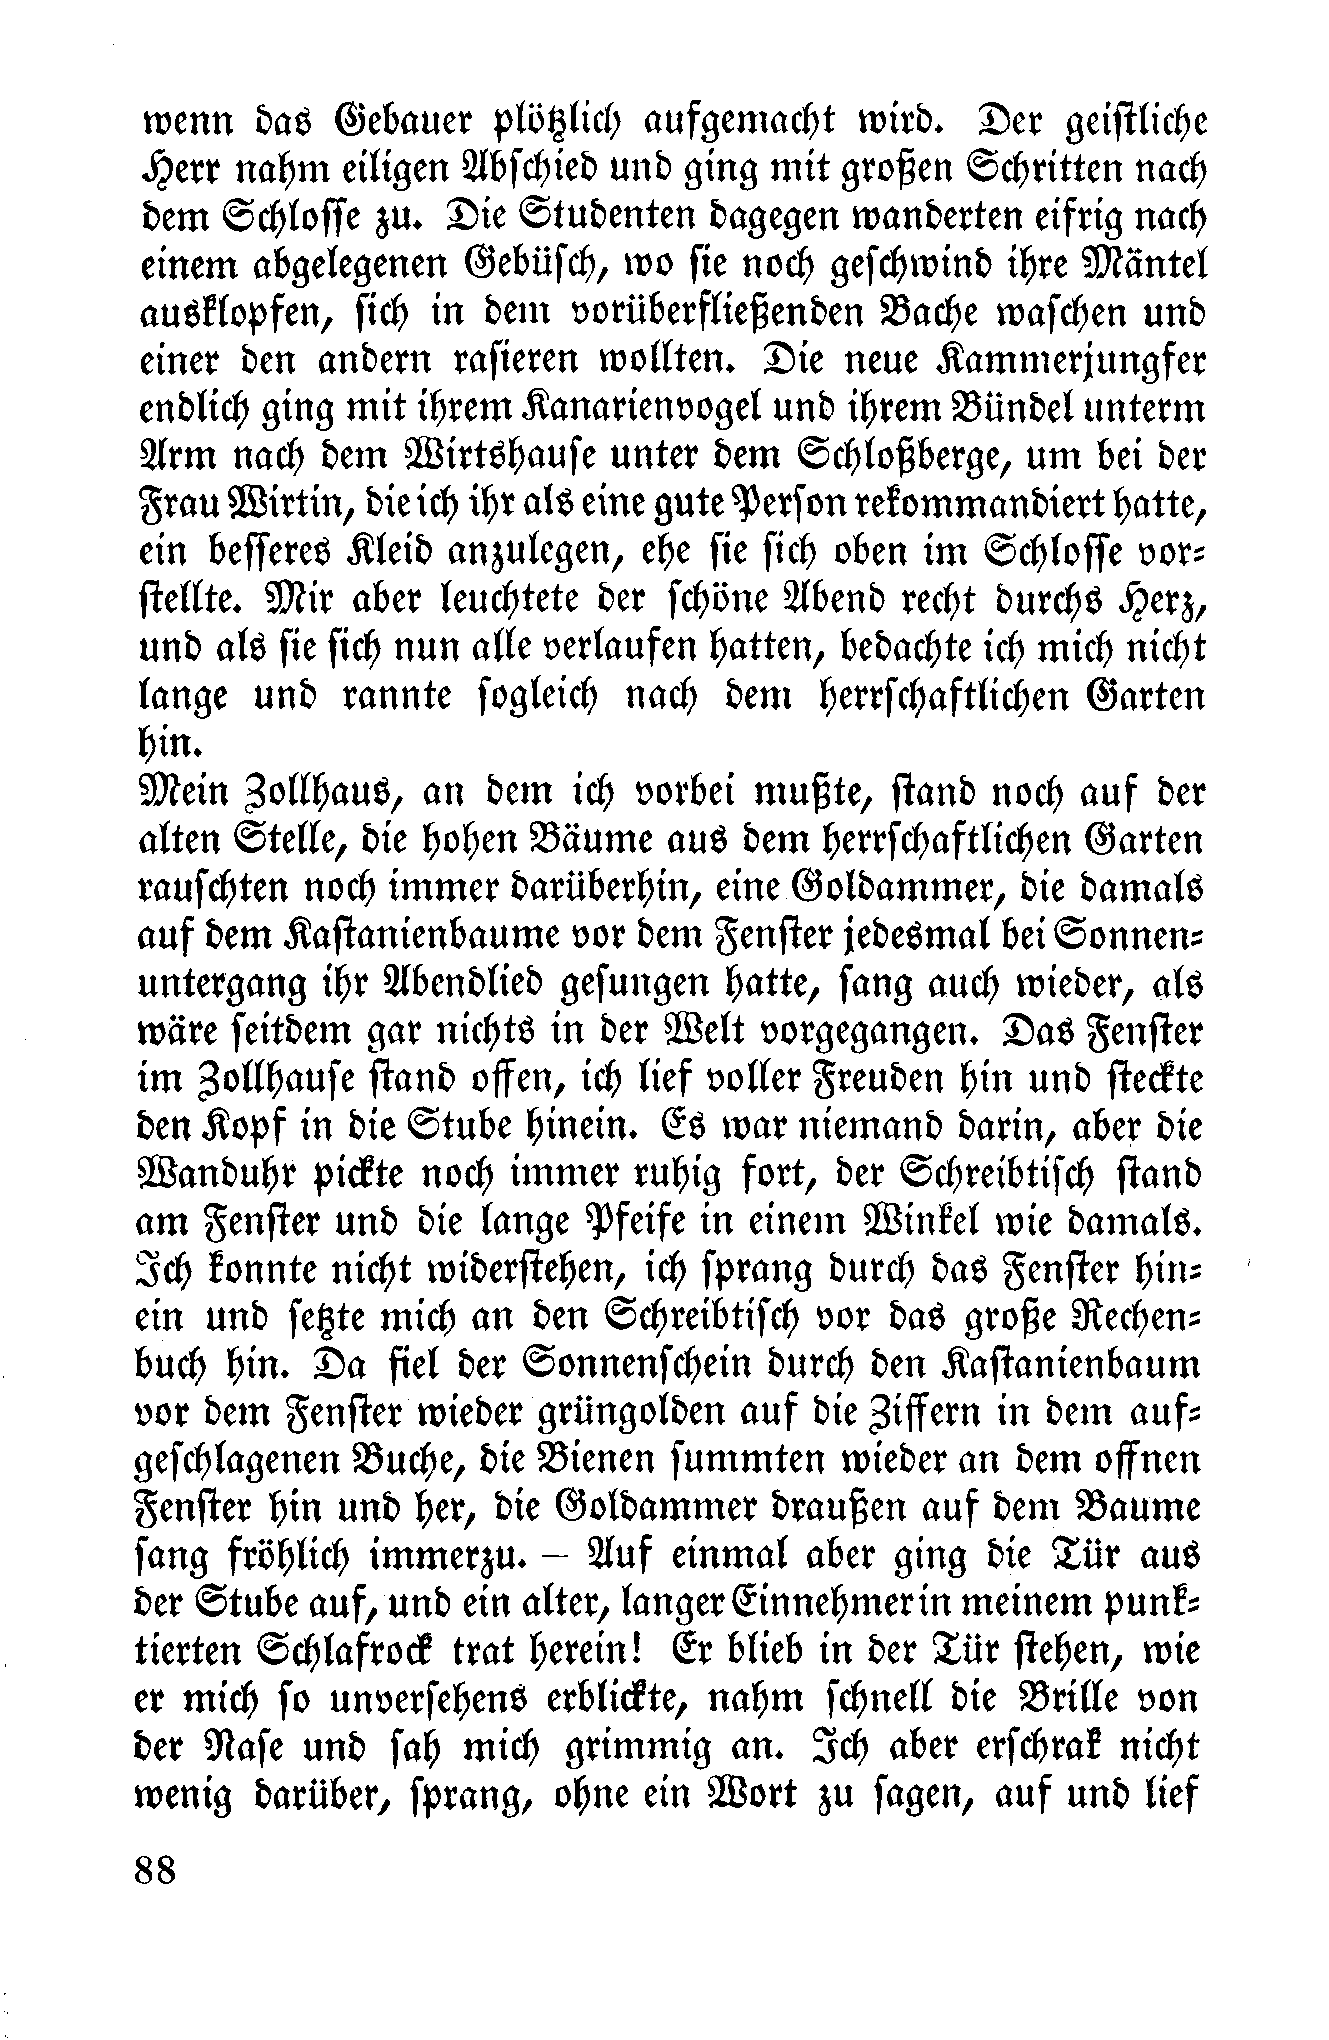 wenn das Gebauer plötzlich aufgemacht wird. Der geistliche
Herr nahm eiligen Abschied und ging mit großen Schritten nach
dem Schlosse zu. Die Studenten dagegen wanderten eifrig nach
einem abgelegenen Gebüsch, wo sie noch geschwind ihre Mäntel
ausklopfen, sich in dem vorüberfließenden Bache waschen und
einer den andern rasieren wollten. Die neue Kammerjungfer
endlich ging mit ihrem Kanarienvogel und ihrem Bündel unterm
Arm nach dem Wirtshause unter dem Schloßberge, um bei der
Frau Wirtin, die ich ihr als eine gute Person rekommandiert hatte,
ein besseres Kleid anzulegen, ehe sie sich oben im Schlosse vor-
stellte. Mir aber leuchtete der schöne Abend recht durchs Herz,
und als sie sich nun alle verlaufen hatten, bedachte ich mich nicht
lange und rannte sogleich nach dem herrschaftlichen Garten
hin.
Mein Zollhaus, an dem ich vorbei mußte, stand noch auf der
alten Stelle, die hohen Bäume aus dem herrschaftlichen Garten
rauschten noch immer darüberhin, eine Goldammer, die damals
auf dem Kastanienbaume vor dem Fenster jedesmal bei Sonnen-
untergang ihr Abendlied gesungen hatte, sang auch wieder, als
wäre seitdem gar nichts in der Welt vorgegangen. Das Fenster
im Zollhause stand offen, ich lief voller Freuden hin und steckte
den Kopf in die Stube hinein. Es war niemand darin, aber die
Wanduhr pickte noch immer ruhig fort, der Schreibtisch stand
am Fenster und die lange Pfeife in einem Winkel wie damals.
Ich konnte nicht widerstehen, ich sprang durch das Fenster hin-
ein und setzte mich an den Schreibtisch vor das große Rechen-
buch hin. Da fiel der Sonnenschein durch den Kastanienbaum
vor dem Fenster wieder grüngolden auf die Ziffern in dem auf-
geschlagenen Buche, die Bienen summten wieder an dem offnen
Fenster hin und her, die Goldammer draußen auf dem Baume
sang fröhlich immerzu. – Auf einmal aber ging die Tür aus
der Stube auf, und ein alter, langer Einnehmer in meinem punk-
tierten Schlafrock trat herein! Er blieb in der Tür stehen, wie
er mich so unversehens erblickte, nahm schnell die Brille von
der Nase und sah mich grimmig an. Ich aber erschrak nicht
wenig darüber, sprang, ohne ein Wort zu sagen, auf und lief
88